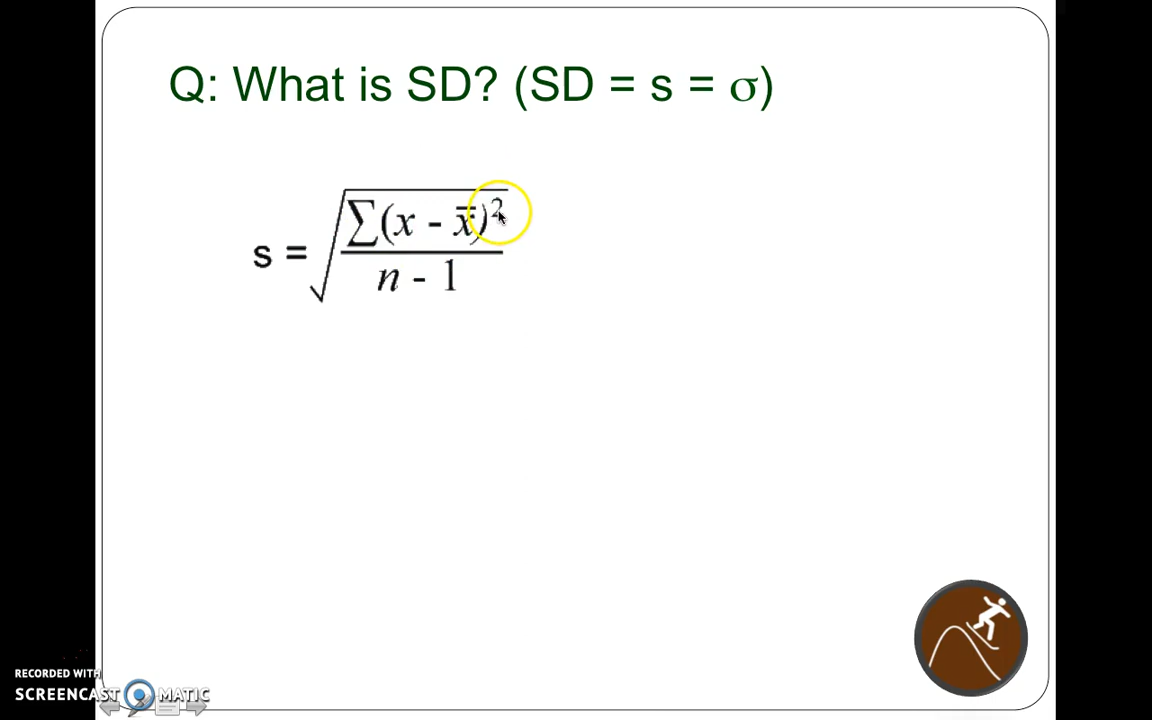 Q: What is SD? (SD = s = σ)
s = √(∑(x - x̄)² / (n - 1))
RECORDED WITH
SCREENCAST MATIC